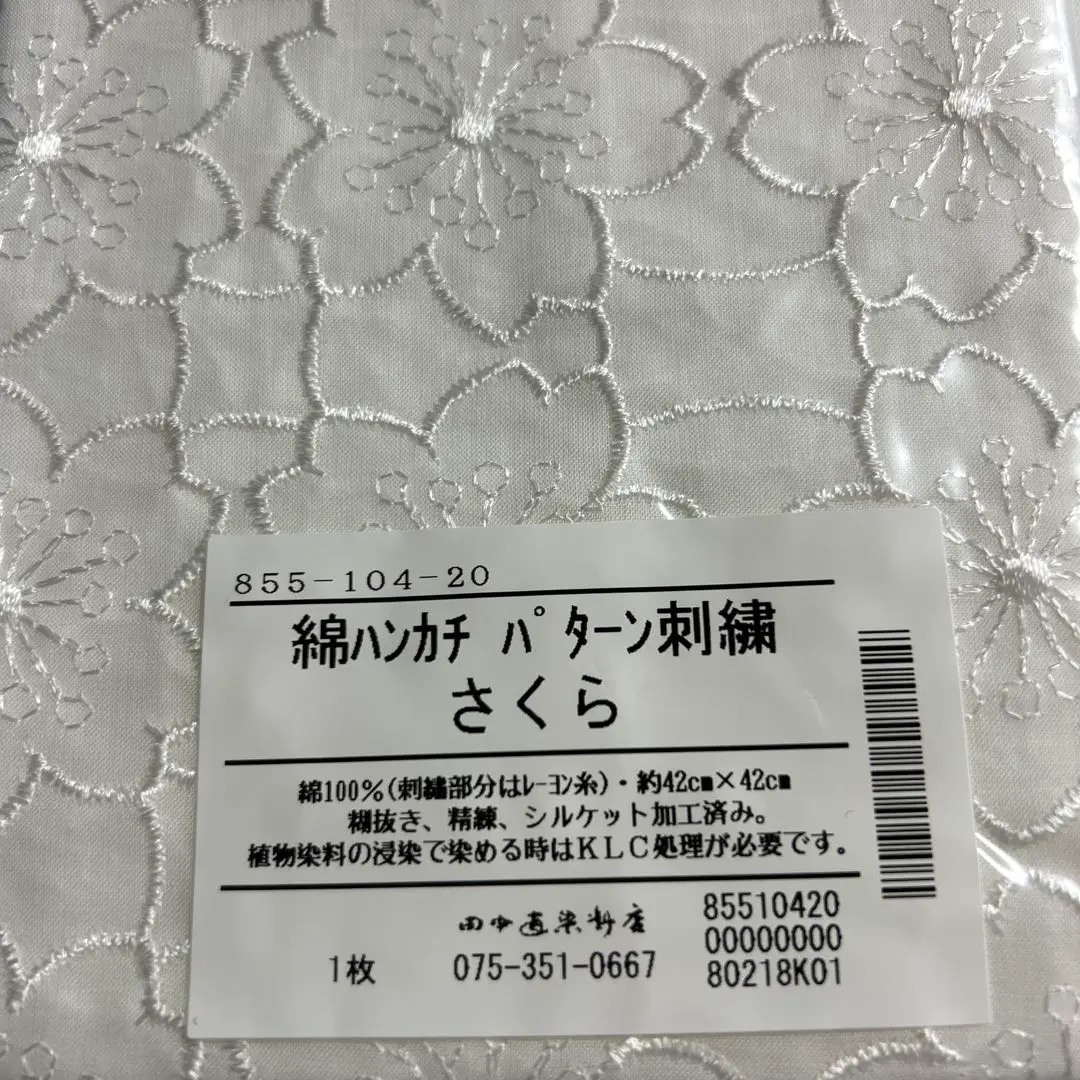 855-104-20
綿ﾊﾝｶﾁ ﾊﾟﾀｰﾝ刺繍
さくら
綿100%(刺繍部分はﾚｰﾖﾝ糸)・約42㎝×42㎝
糊抜き、精練、シルケット加工済み。
植物染料の浸染で染める時はKLC処理が必要です。
田中直染料店
1枚
075-351-0667
85510420
00000000
80218K01